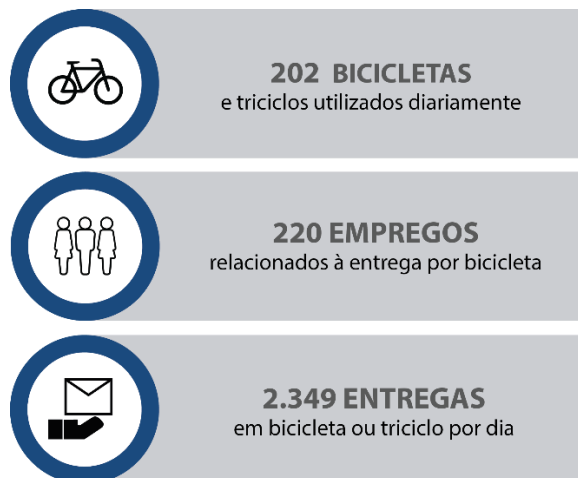 202 BICICLETAS
e triciclos utilizados diariamente
220 EMPREGOS
relacionados à entrega por bicicleta
2.349 ENTREGAS
em bicicleta ou triciclo por dia